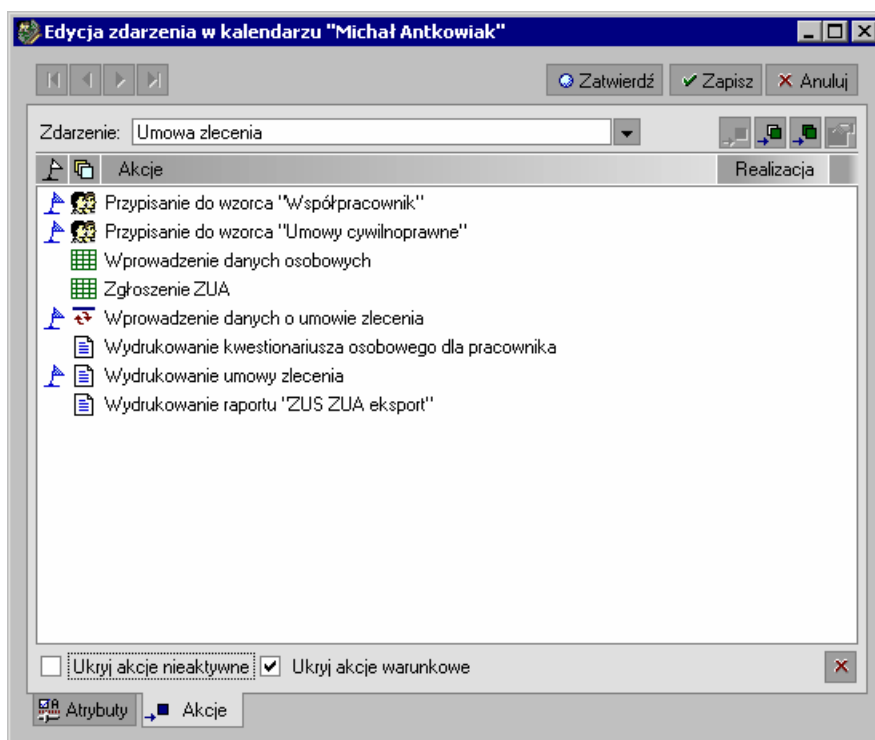 Edycja zdarzenia w kalendarzu "Michał Antkowiak"
Zatwierdź Zapisz Anuluj
Zdarzenie: Umowa zlecenia
Akcje Realizacja
Przypisanie do wzorca "Współpracownik"
Przypisanie do wzorca "Umowy cywilnoprawne"
Wprowadzenie danych osobowych
Zgłoszenie ZUA
Wprowadzenie danych o umowie zlecenia
Wydrukowanie kwestionariusza osobowego dla pracownika
Wydrukowanie umowy zlecenia
Wydrukowanie raportu "ZUS ZUA eksport"
Ukryj akcje nieaktywne Ukryj akcje warunkowe
Atrybuty Akcje